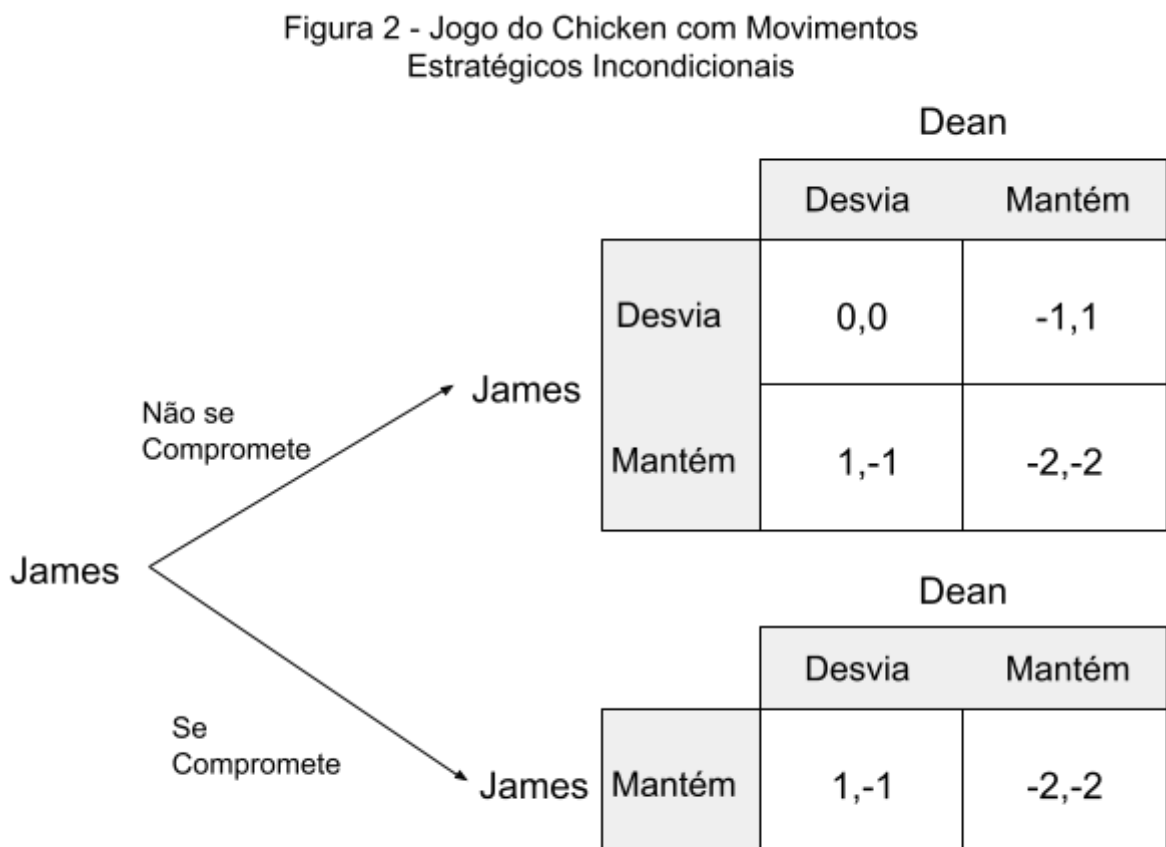 Figura 2 - Jogo do Chicken com Movimentos
Estratégicos Incondicionais
Dean
Desvia Mantém
Desvia 0,0 -1,1
James
Não se
Compromete
Mantém 1,-1 -2,-2
James
Dean
Desvia Mantém
Se
Compromete
James Mantém 1,-1 -2,-2